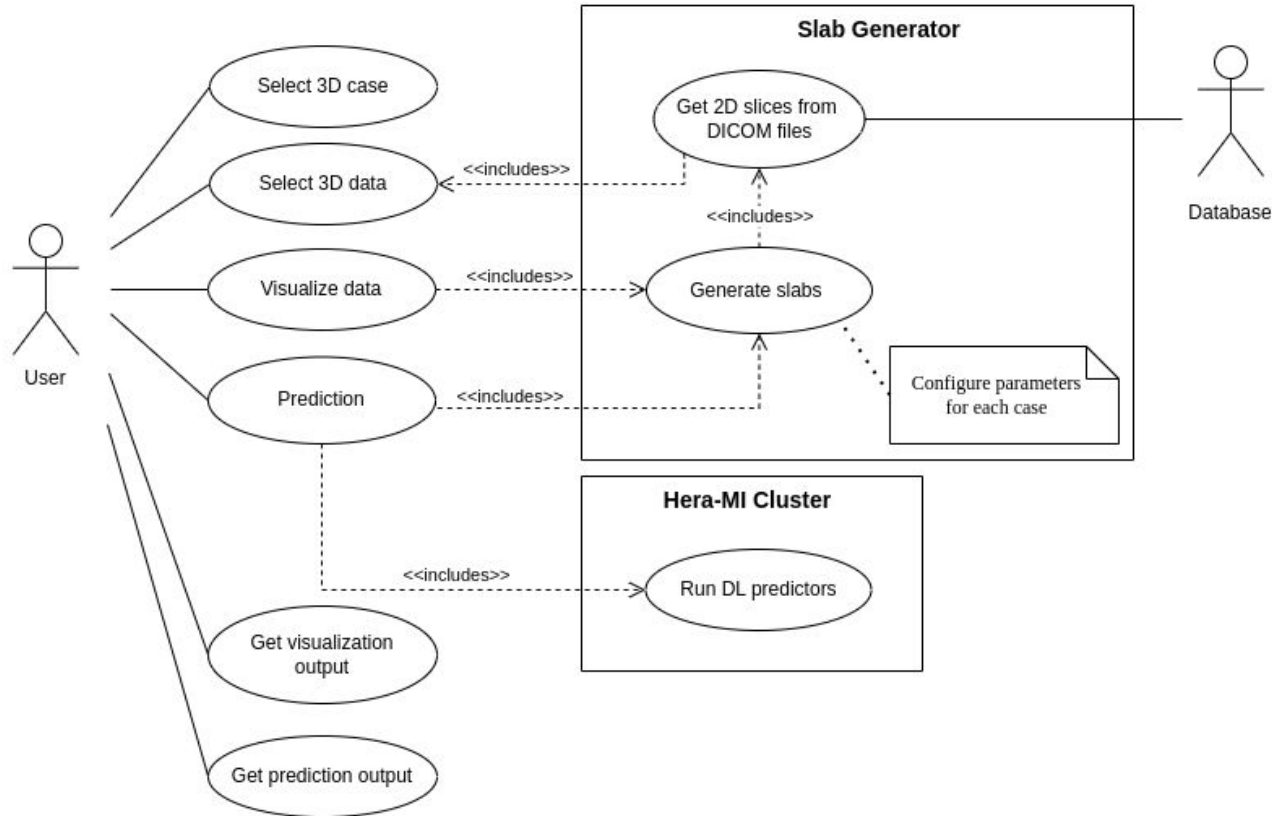 Slab Generator
Select 3D case
Get 2D slices from
DICOM files
<<includes>>
Select 3D data
<<includes>>
Database
<<includes>>
Visualize data
Generate slabs
User
Prediction
<<includes>>
Configure parameters
for each case
Hera-MI Cluster
<<includes>>
Run DL predictors
Get visualization
output
Get prediction output